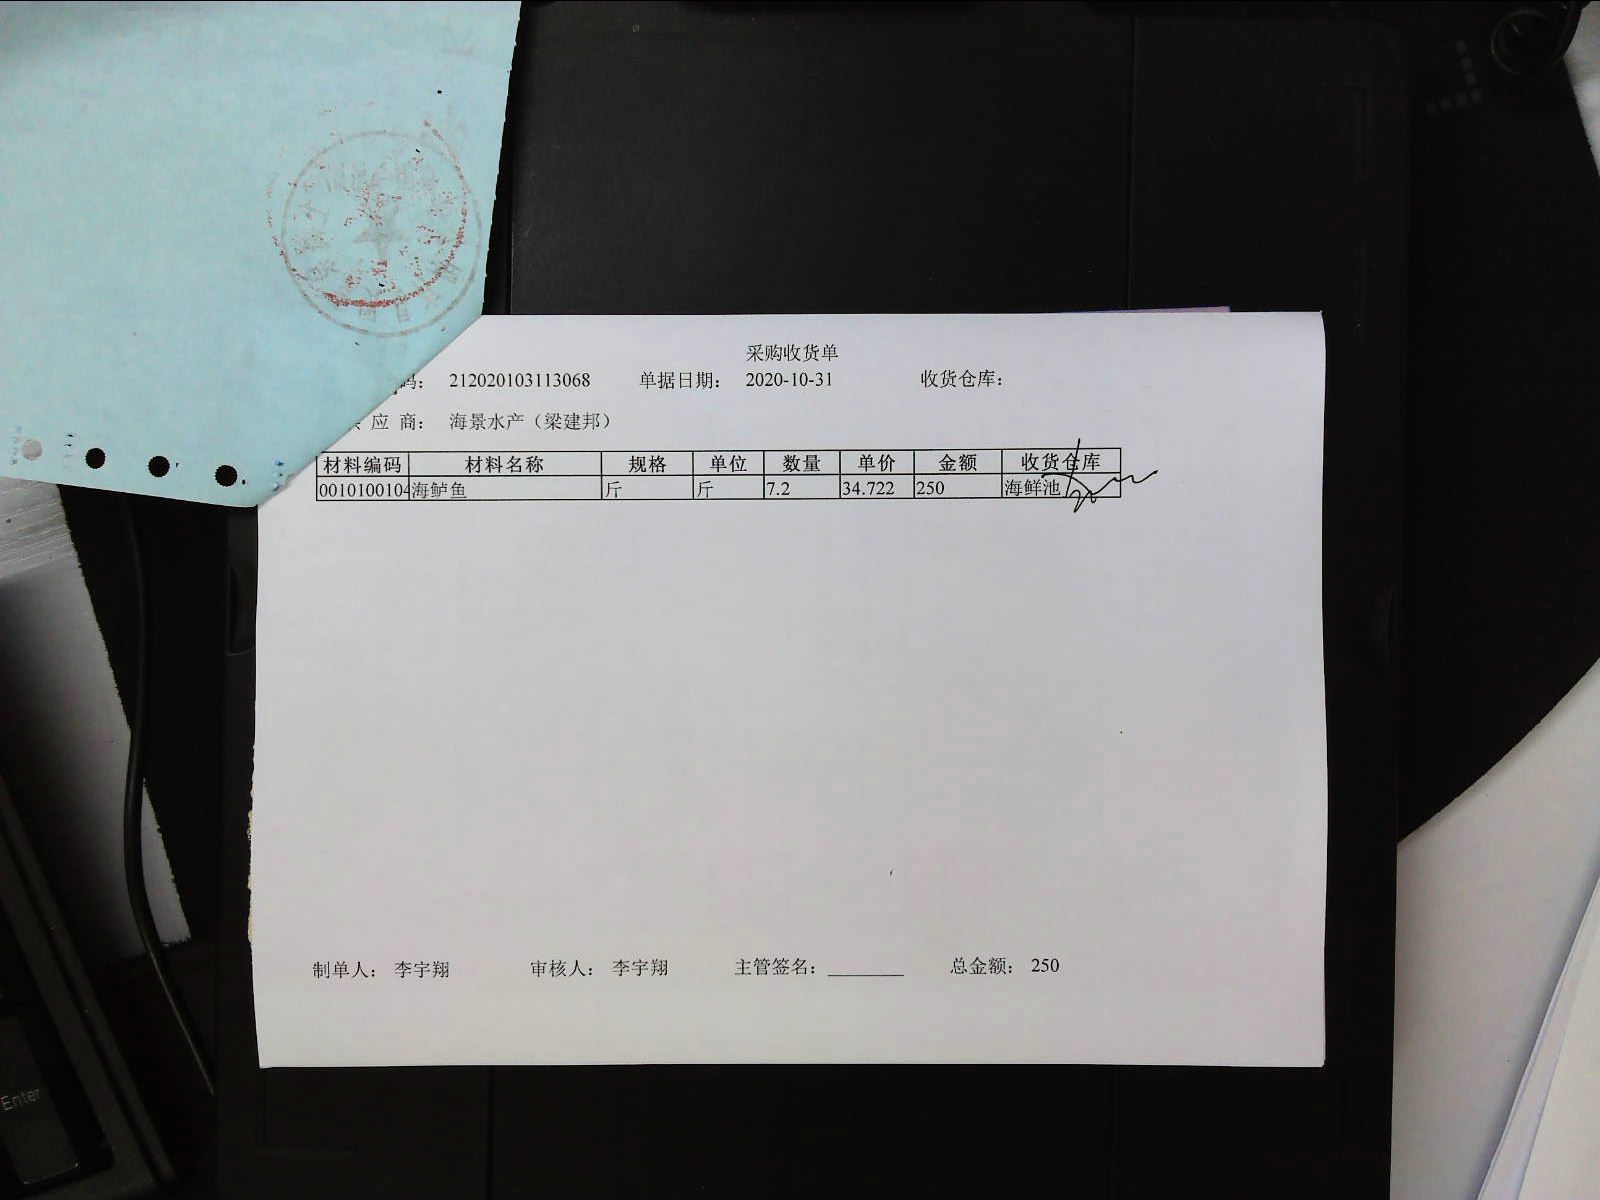 采购收货单
码： 212020103113068 单据日期： 2020-10-31 收货仓库：
应 商： 海景水产（梁建邦）
材料编码 材料名称 规格 单位 数量 单价 金额 收货仓库
0010100104 海鲈鱼 斤 斤 7.2 34.722 250 海鲜池
制单人： 李宇翔 审核人： 李宇翔 主管签名：________ 总金额： 250
Enter